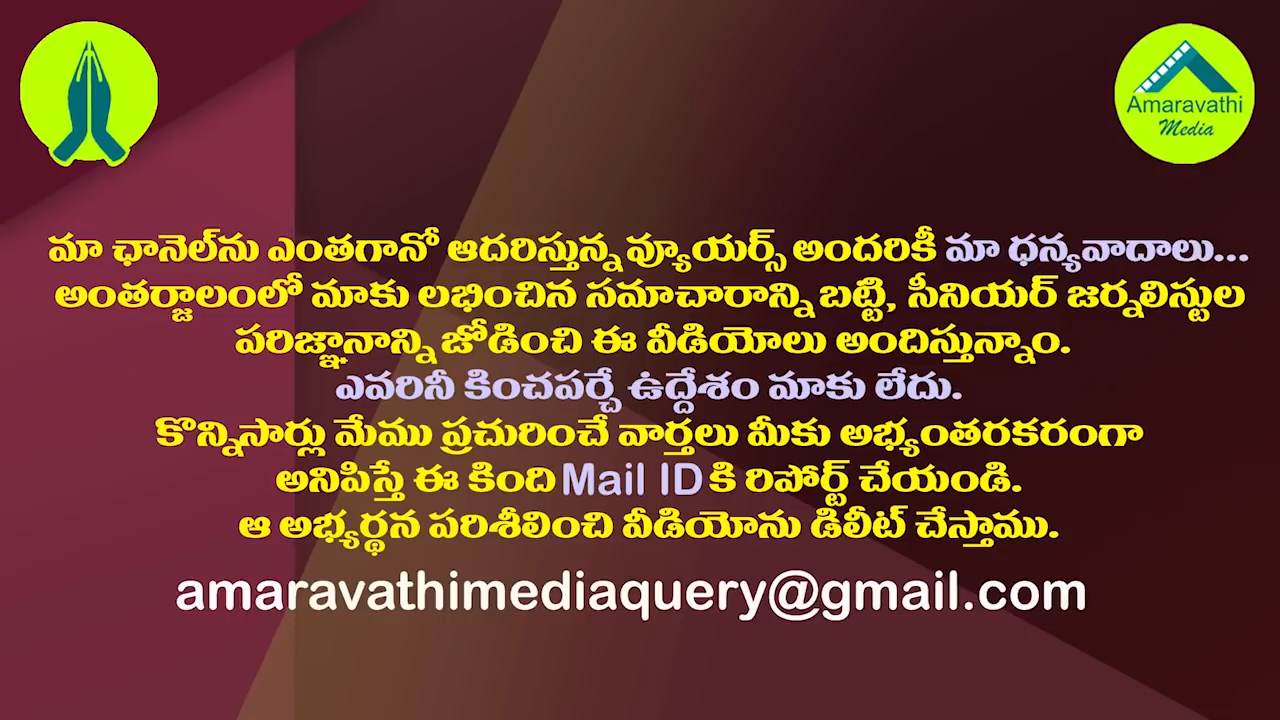 Amaravathi
Media
మా ఛానెల్‌ను ఎంతగానో ఆదరిస్తున్న వ్యూయర్స్ అందరికీ మా ధన్యవాదాలు...
అంతర్జాలంలో మాకు లభించిన సమాచారాన్ని బట్టి, సీనియర్ జర్నలిస్టుల
పరిజ్ఞానాన్ని జోడించి ఈ వీడియోలు అందిస్తున్నాం.
ఎవరినీ కించపర్చే ఉద్దేశం మాకు లేదు.
కొన్నిసార్లు మేము ప్రచురించే వార్తలు మీకు అభ్యంతరకరంగా
అనిపిస్తే ఈ కింది Mail ID కి రిపోర్ట్ చేయండి.
ఆ అభ్యర్థన పరిశీలించి వీడియోను డిలీట్ చేస్తాము.
amaravathimediaquery@gmail.com